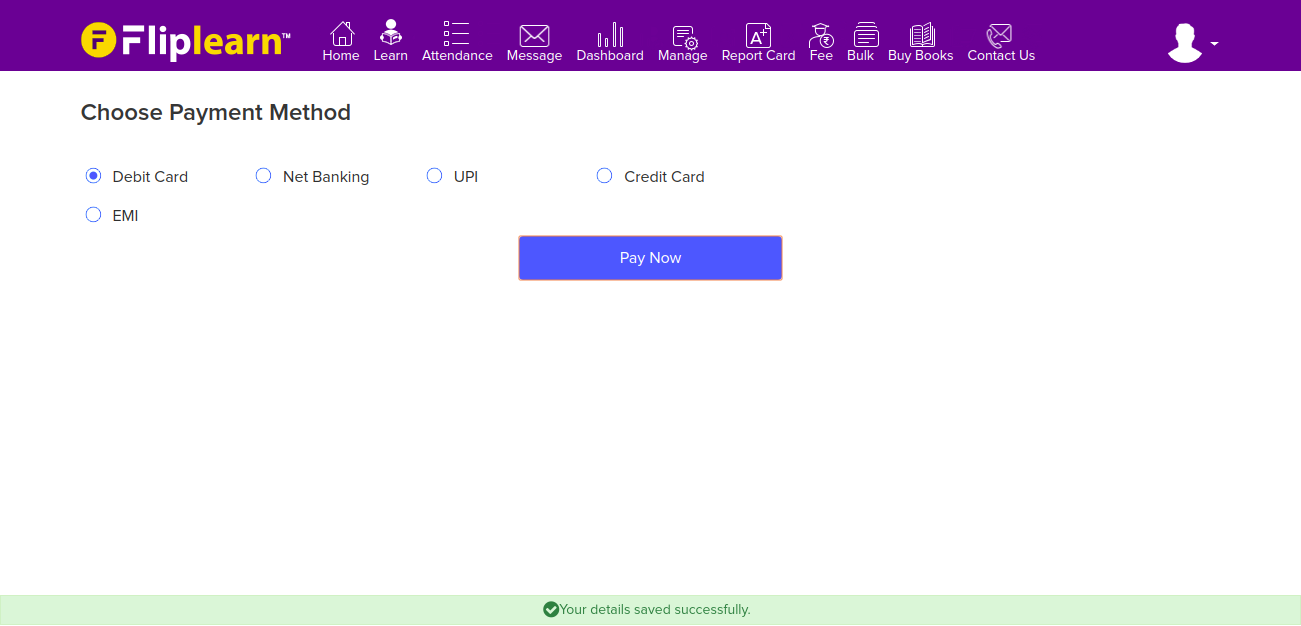 Fliplearn™
Home Learn Attendance Message Dashboard Manage Report Card Fee Bulk Buy Books Contact Us
Choose Payment Method
Debit Card Net Banking UPI Credit Card
EMI
Pay Now
Your details saved successfully.